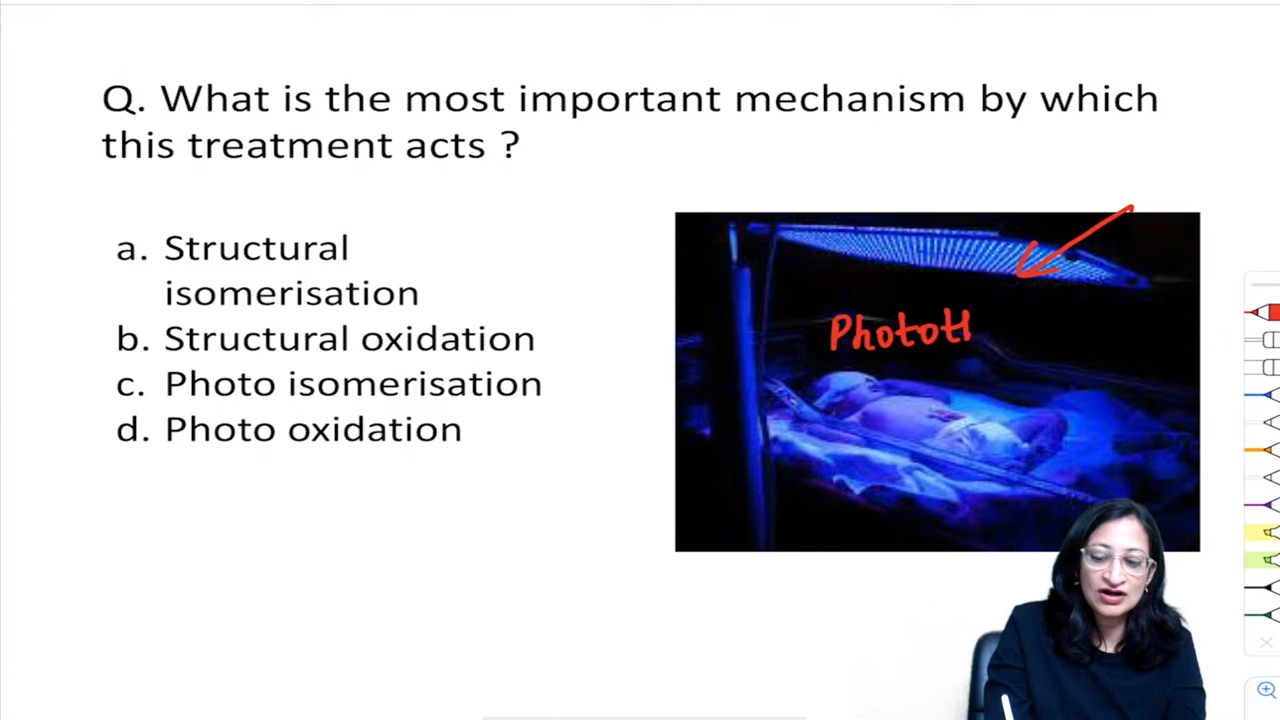 Q. What is the most important mechanism by which
this treatment acts ?
a. Structural
isomerisation
b. Structural oxidation
c. Photo isomerisation
d. Photo oxidation
PhotoH